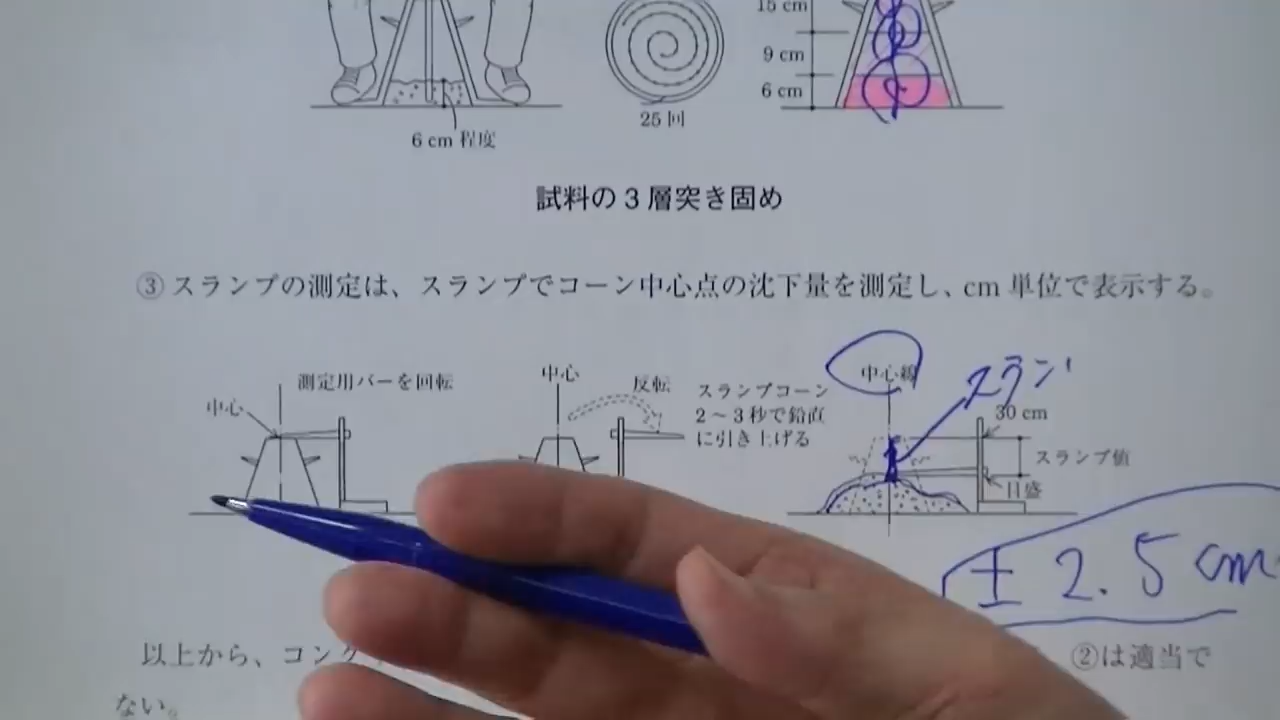 15 cm
9 cm
6 cm
25回
6 cm 程度
試料の3層突き固め
③ スランプの測定は、スランプでコーン中心点の沈下量を測定し、cm 単位で表示する。
測定用バーを回転
中心
中心
反転
スランプコーン
2〜3秒で鉛直
に引き上げる
中心線
スラン
30 cm
スランプ値
目盛
± 2.5 cm
以上から、コンク
②は適当で
ない。